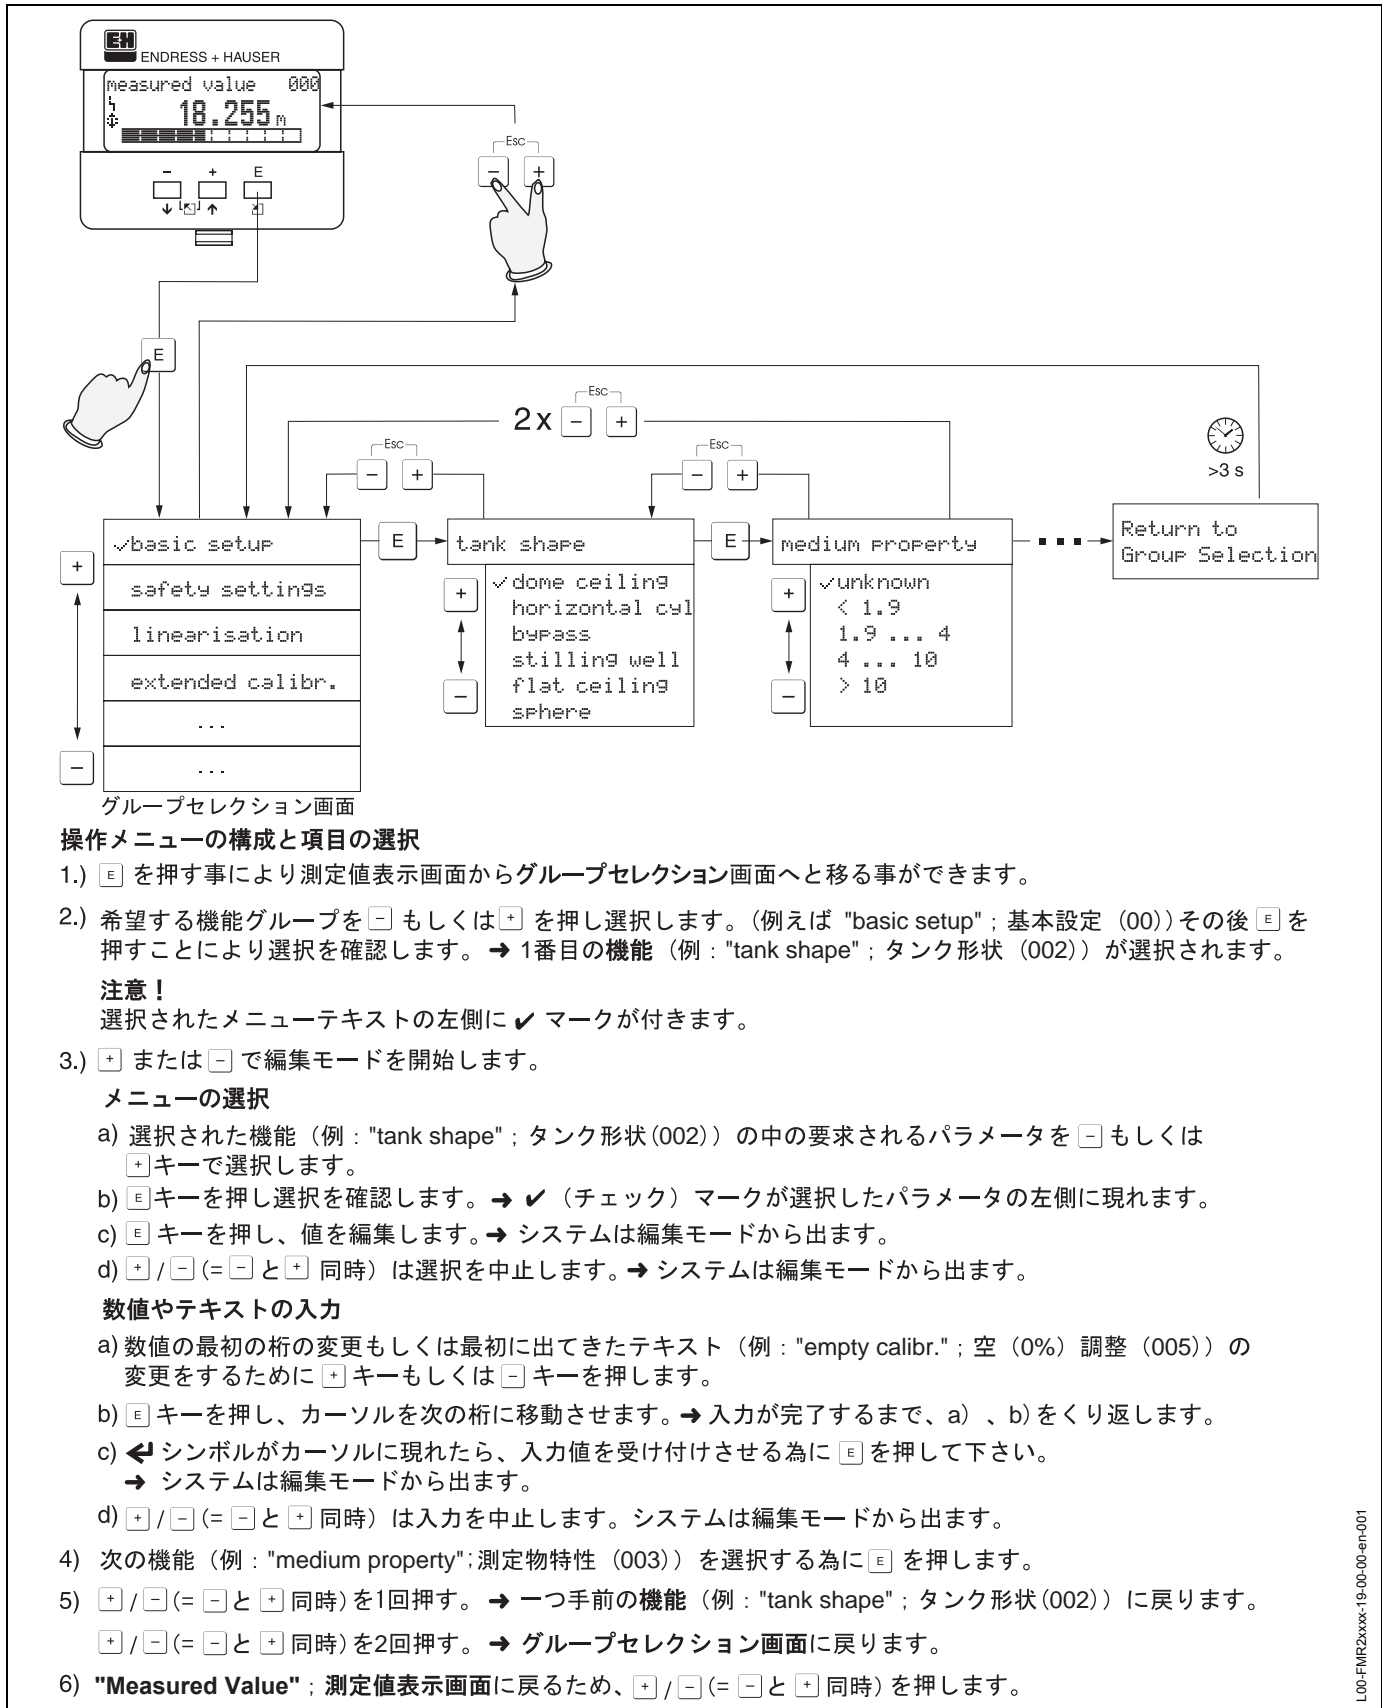 EH
ENDRESS + HAUSER
measured value 000
18.255 m
- + E
Esc
- +
E
Esc
2 x - +
Esc
- +
Esc
- +
>3 s
✓basic setup
E
tank shape
E
medium property
Return to
Group Selection
+
safety settings
linearisation
extended calibr.
...
...
-
+
✓dome ceiling
horizontal cyl
bypass
stilling well
flat ceiling
sphere
-
+
✓unknown
< 1.9
1.9 ... 4
4 ... 10
> 10
-
グループセレクション画面
操作メニューの構成と項目の選択
1.) E を押す事により測定値表示画面からグループセレクション画面へと移る事ができます。
2.) 希望する機能グループを - もしくは + を押し選択します。(例えば "basic setup" ; 基本設定 (00)) その後 E を
押すことにより選択を確認します。➜ 1番目の機能 (例 : "tank shape" ; タンク形状 (002)) が選択されます。
注意!
選択されたメニューテキストの左側に ✔ マークが付きます。
3.) + または - で編集モードを開始します。
メニューの選択
a) 選択された機能 (例 : "tank shape" ; タンク形状 (002)) の中の要求されるパラメータを - もしくは
+ キーで選択します。
b) E キーを押し選択を確認します。➜ ✔ (チェック) マークが選択したパラメータの左側に現れます。
c) E キーを押し、値を編集します。➜ システムは編集モードから出ます。
d) + / - (= - と + 同時) は選択を中止します。➜ システムは編集モードから出ます。
数値やテキストの入力
a) 数値の最初の桁の変更もしくは最初に出てきたテキスト (例 : "empty calibr." ; 空 (0%) 調整 (005)) の
変更をするために + キーもしくは - キーを押します。
b) E キーを押し、カーソルを次の桁に移動させます。➜ 入力が完了するまで、a) 、b) をくり返します。
c) ↵ シンボルがカーソルに現れたら、入力値を受け付けさせる為に E を押して下さい。
➜ システムは編集モードから出ます。
d) + / - (= - と + 同時) は入力を中止します。システムは編集モードから出ます。
4) 次の機能 (例 : "medium property" ; 測定物特性 (003)) を選択する為に E を押します。
5) + / - (= - と + 同時) を1回押す。➜ 一つ手前の機能 (例 : "tank shape" ; タンク形状 (002)) に戻ります。
+ / - (= - と + 同時) を2回押す。➜ グループセレクション画面に戻ります。
6) "Measured Value" ; 測定値表示画面に戻るため、+ / - (= - と + 同時) を押します。
L00-FMR2xxxx-19-00-00-en-001